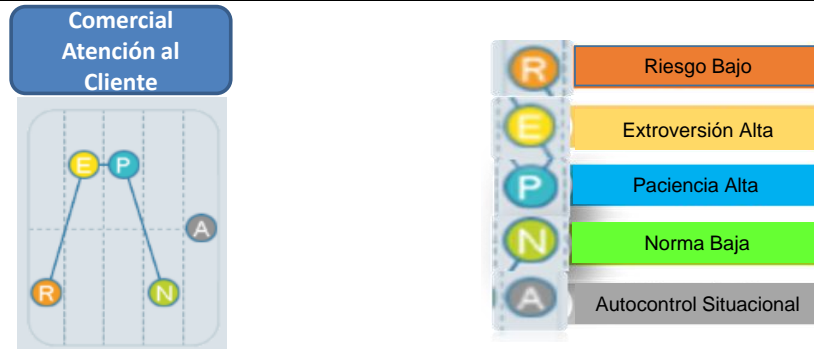 Comercial
Atención al
Cliente
E P
A
R N
R Riesgo Bajo
E Extroversión Alta
P Paciencia Alta
N Norma Baja
A Autocontrol Situacional